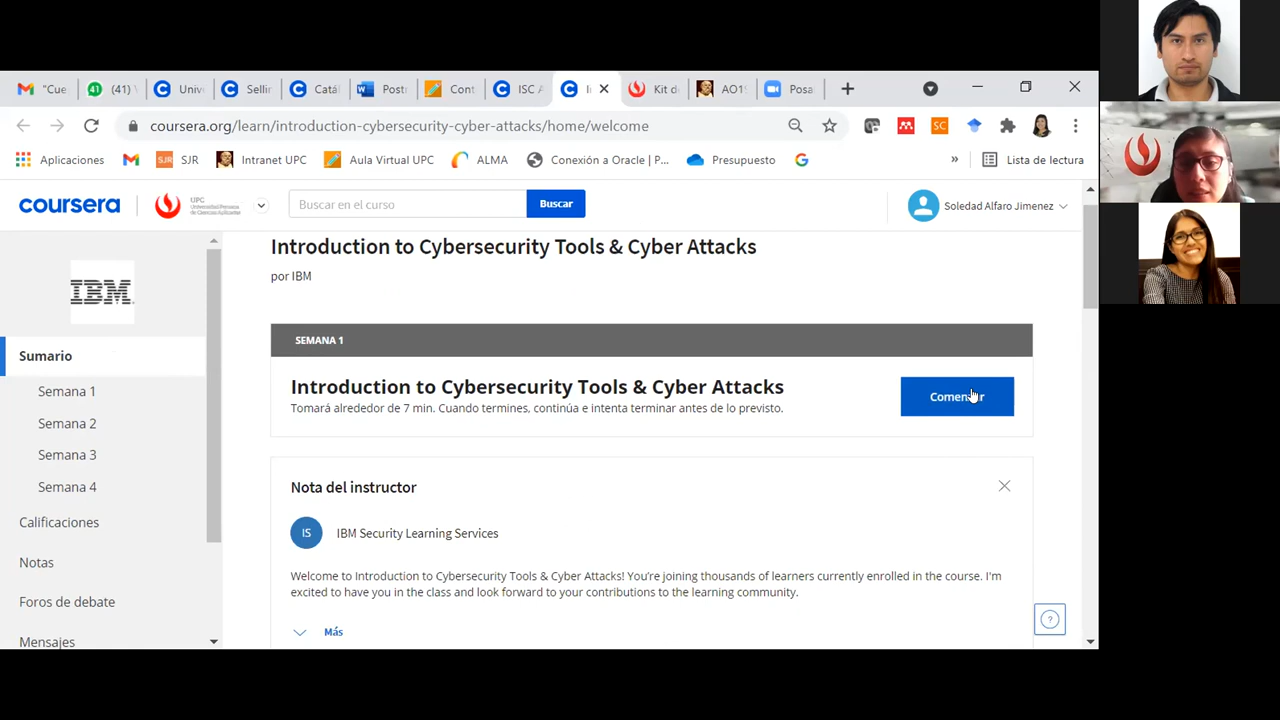 "Cue
41
(41)
Univ
Sellin
Catál
Posto
Cont
ISC A
Kit d
AO1
Posa
coursera.org/learn/introduction-cybersecurity-cyber-attacks/home/welcome
Aplicaciones
SJR
SJR
Intranet UPC
Aula Virtual UPC
ALMA
Conexión a Oracle | P...
Presupuesto
»
Lista de lectura
coursera
UPC
Universidad Peruana
de Ciencias Aplicadas
Buscar en el curso
Buscar
Soledad Alfaro Jimenez
IBM
Sumario
Semana 1
Semana 2
Semana 3
Semana 4
Calificaciones
Notas
Foros de debate
Mensajes
Introduction to Cybersecurity Tools & Cyber Attacks
por IBM
SEMANA 1
Introduction to Cybersecurity Tools & Cyber Attacks
Tomará alrededor de 7 min. Cuando termines, continúa e intenta terminar antes de lo previsto.
Comenzar
Nota del instructor
IS
IBM Security Learning Services
Welcome to Introduction to Cybersecurity Tools & Cyber Attacks! You're joining thousands of learners currently enrolled in the course. I'm
excited to have you in the class and look forward to your contributions to the learning community.
Más
?